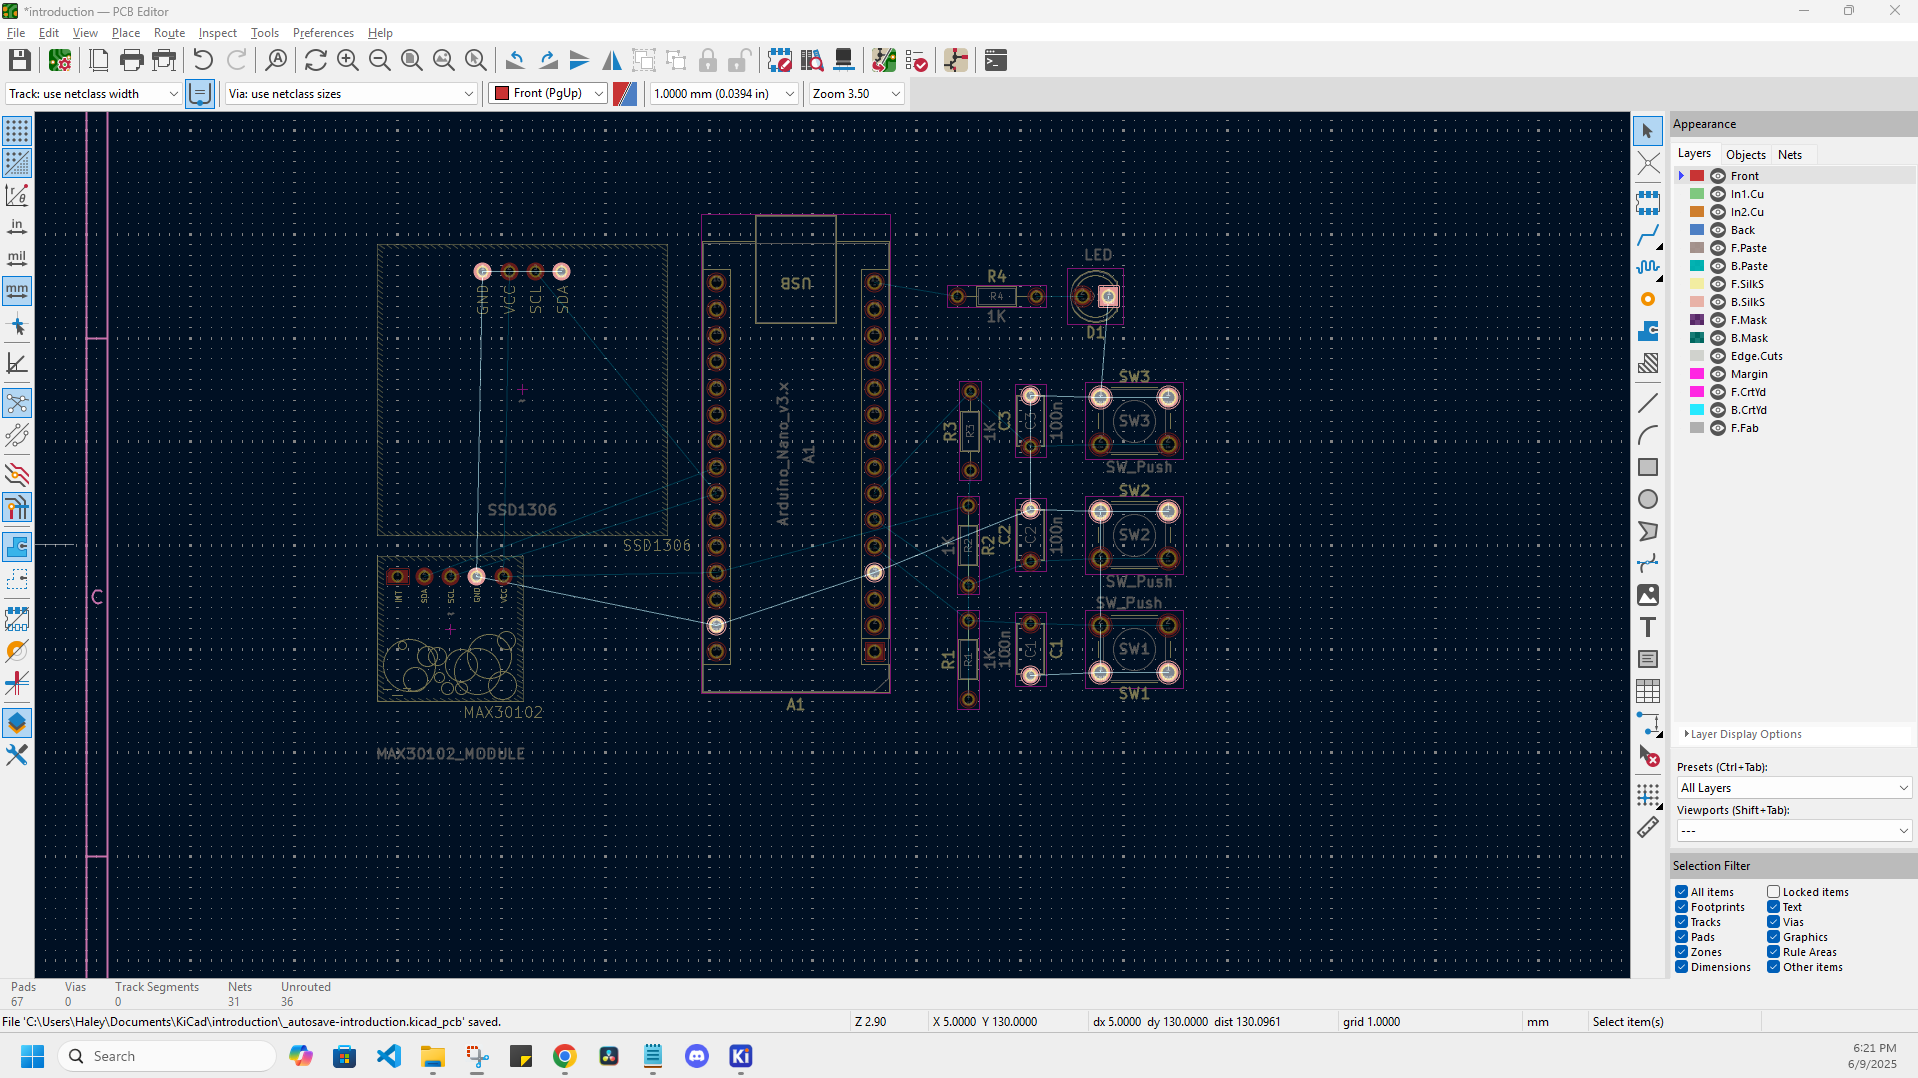 *introduction — PCB Editor
File Edit View Place Route Inspect Tools Preferences Help
Track: use netclass width
Via: use netclass sizes
Front (PgUp)
1.0000 mm (0.0394 in)
Zoom 3.50
in
mil
mm
C
GND
VCC
SCL
SDA
SSD1306
SSD1306
INT
SDA
SCL
GND
VCC
MAX30102
MAX30102_MODULE
USB
Arduino_Nano_v3.x
A1
A1
R4
R4
1K
LED
D1
R3
R3
1K
C3
C3
100n
SW3
SW3
SW_Push
1K
R2
R2
C2
C2
100n
SW2
SW2
SW_Push
SW_Push
R1
R1
1K
100n
C1
C1
SW1
SW1
Appearance
Layers Objects Nets
Front
In1.Cu
In2.Cu
Back
F.Paste
B.Paste
F.SilkS
B.SilkS
F.Mask
B.Mask
Edge.Cuts
Margin
F.CrtYd
B.CrtYd
F.Fab
Layer Display Options
Presets (Ctrl+Tab):
All Layers
Viewports (Shift+Tab):
---
Selection Filter
All items Locked items
Footprints Text
Tracks Vias
Pads Graphics
Zones Rule Areas
Dimensions Other items
Pads Vias Track Segments Nets Unrouted
67 0 0 31 36
File 'C:\Users\Haley\Documents\KiCad\introduction\_autosave-introduction.kicad_pcb' saved.
Z 2.90
X 5.0000 Y 130.0000
dx 5.0000 dy 130.0000 dist 130.0961
grid 1.0000
mm
Select item(s)
Search
Ki
6:21 PM
6/9/2025